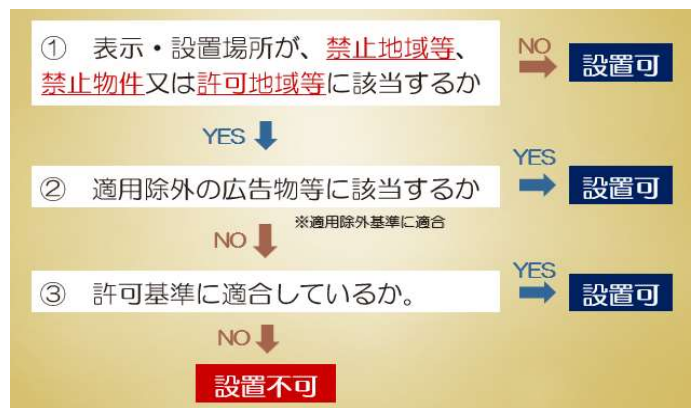 ① 表示・設置場所が、禁止地域等、
禁止物件又は許可地域等に該当するか
NO
設置可
YES
② 適用除外の広告物等に該当するか
YES
設置可
※適用除外基準に適合
NO
③ 許可基準に適合しているか。
YES
設置可
NO
設置不可